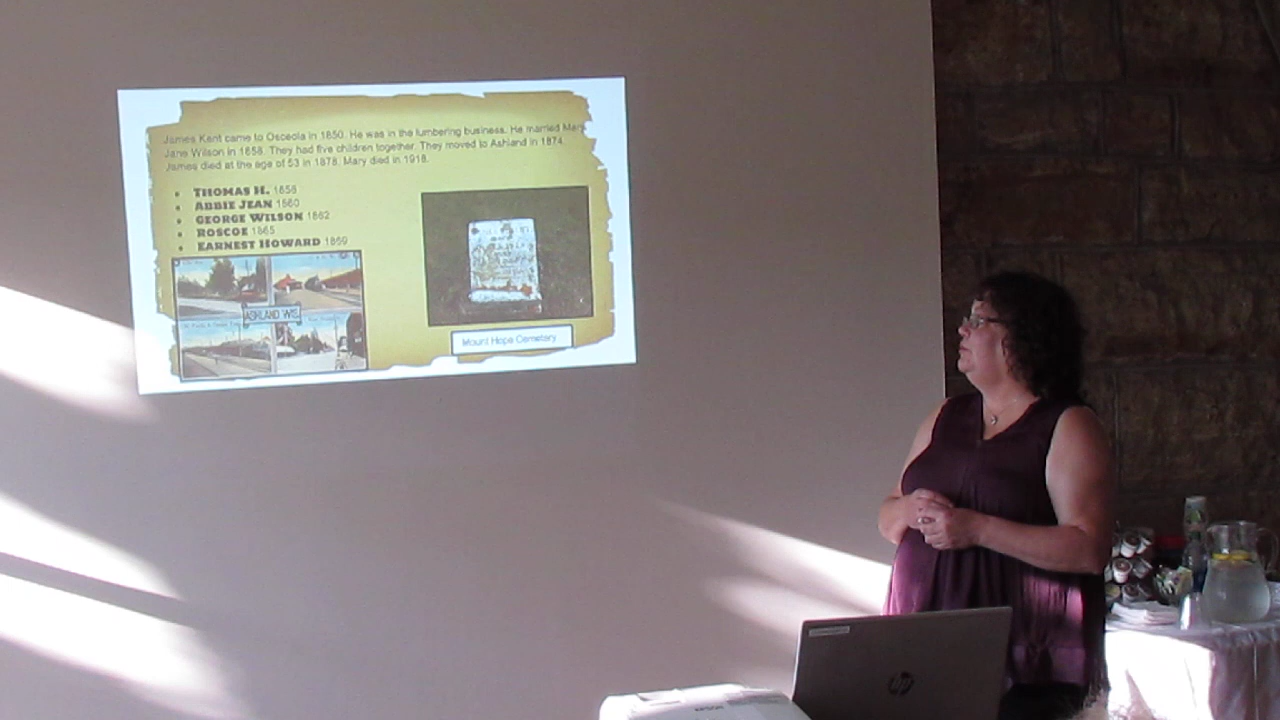 James Kent came to Osceola in 1850. He was in the lumbering business. He married Mary
Jane Wilson in 1858. They had five children together. They moved to Ashland in 1874.
James died at the age of 53 in 1878. Mary died in 1918.
THOMAS H. 1858
ABBIE JEAN 1860
GEORGE WILSON 1862
ROSCOE 1865
EARNEST HOWARD 1869
ASHLAND WIS.
Mount Hope Cemetery
hp
EPSON